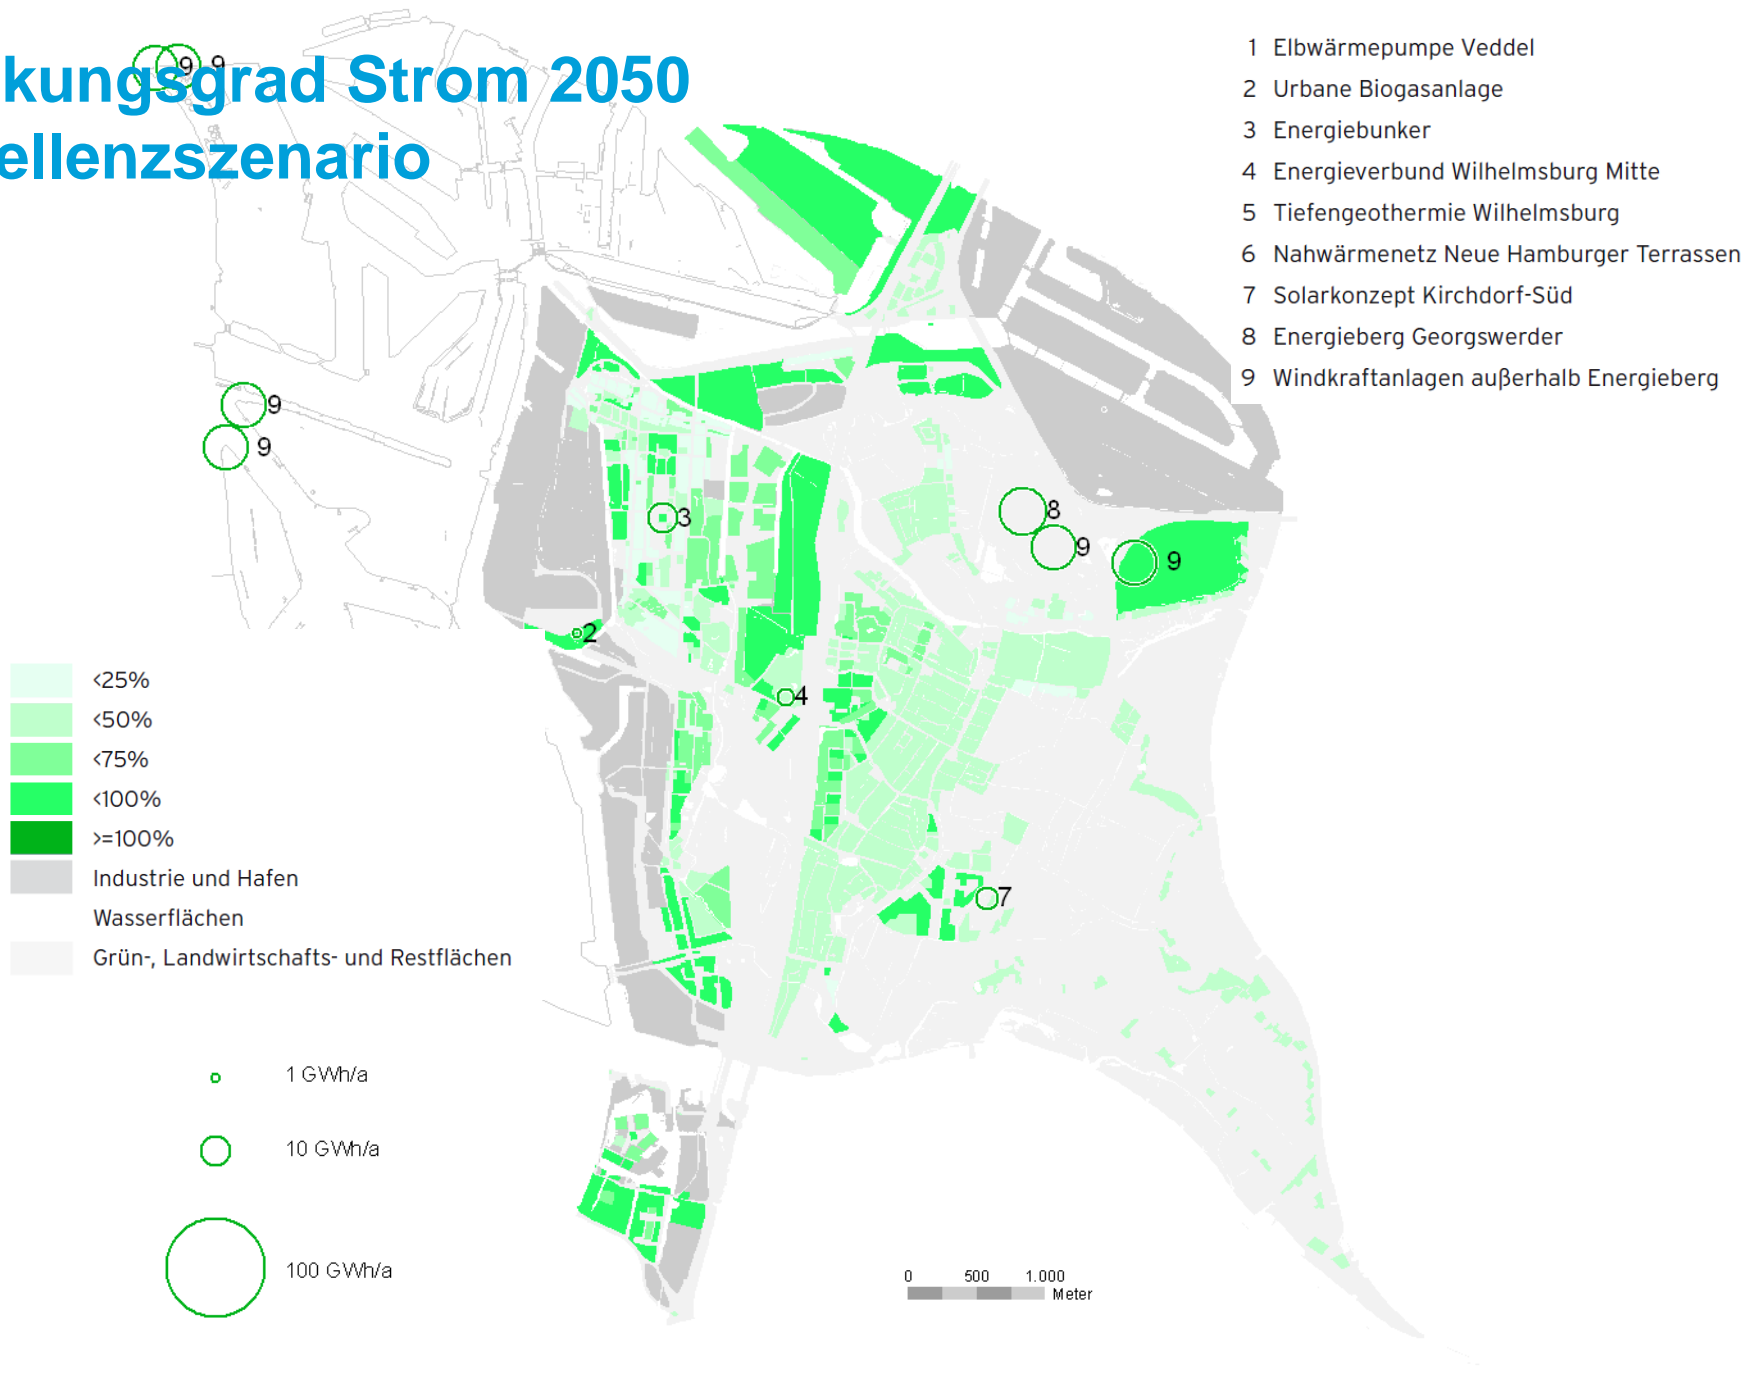 kungsgrad Strom 2050
ellenzszenario
1 Elbwärmepumpe Veddel
2 Urbane Biogasanlage
3 Energiebunker
4 Energieverbund Wilhelmsburg Mitte
5 Tiefengeothermie Wilhelmsburg
6 Nahwärmenetz Neue Hamburger Terrassen
7 Solarkonzept Kirchdorf-Süd
8 Energieberg Georgswerder
9 Windkraftanlagen außerhalb Energieberg
9 9
9
9
8
9
9
3
2
4
7
<25%
<50%
<75%
<100%
>=100%
Industrie und Hafen
Wasserflächen
Grün-, Landwirtschafts- und Restflächen
1 GWh/a
10 GWh/a
100 GWh/a
0 500 1.000
Meter